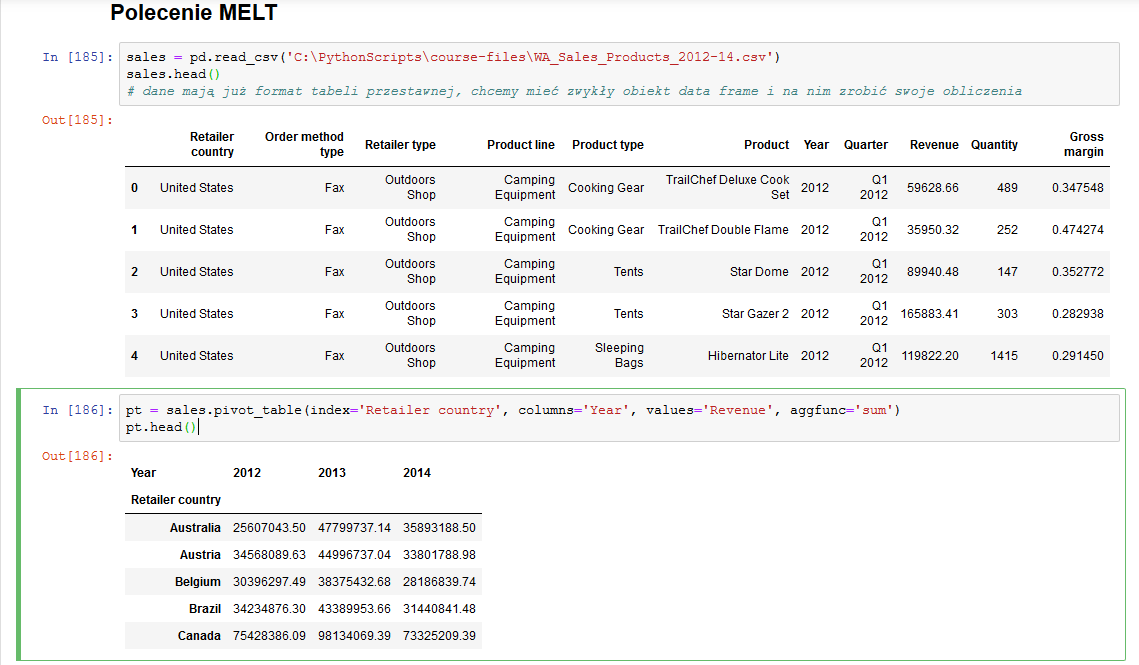 Polecenie MELT
In [185]: sales = pd.read_csv('C:\PythonScripts\course-files\WA_Sales_Products_2012-14.csv')
sales.head()
# dane mają już format tabeli przestawnej, chcemy mieć zwykły obiekt data frame i na nim zrobić swoje obliczenia
Out[185]:
Retailer country Order method type Retailer type Product line Product type Product Year Quarter Revenue Quantity Gross margin
0 United States Fax Outdoors Shop Camping Equipment Cooking Gear TrailChef Deluxe Cook Set 2012 Q1 2012 59628.66 489 0.347548
1 United States Fax Outdoors Shop Camping Equipment Cooking Gear TrailChef Double Flame 2012 Q1 2012 35950.32 252 0.474274
2 United States Fax Outdoors Shop Camping Equipment Tents Star Dome 2012 Q1 2012 89940.48 147 0.352772
3 United States Fax Outdoors Shop Camping Equipment Tents Star Gazer 2 2012 Q1 2012 165883.41 303 0.282938
4 United States Fax Outdoors Shop Camping Equipment Sleeping Bags Hibernator Lite 2012 Q1 2012 119822.20 1415 0.291450
In [186]: pt = sales.pivot_table(index='Retailer country', columns='Year', values='Revenue', aggfunc='sum')
pt.head()
Out[186]:
Year 2012 2013 2014
Retailer country
Australia 25607043.50 47799737.14 35893188.50
Austria 34568089.63 44996737.04 33801788.98
Belgium 30396297.49 38375432.68 28186839.74
Brazil 34234876.30 43389953.66 31440841.48
Canada 75428386.09 98134069.39 73325209.39